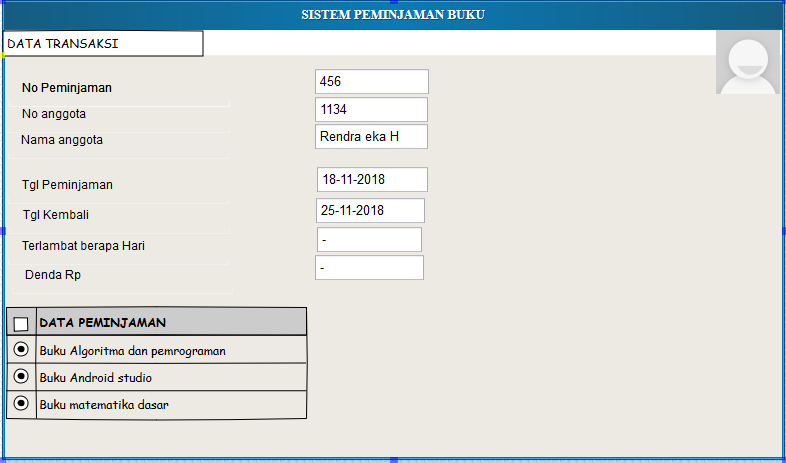 SISTEM PEMINJAMAN BUKU
DATA TRANSAKSI
No Peminjaman 456
No anggota 1134
Nama anggota Rendra eka H
Tgl Peminjaman 18-11-2018
Tgl Kembali 25-11-2018
Terlambat berapa Hari -
Denda Rp -
DATA PEMINJAMAN
Buku Algoritma dan pemrograman
Buku Android studio
Buku matematika dasar